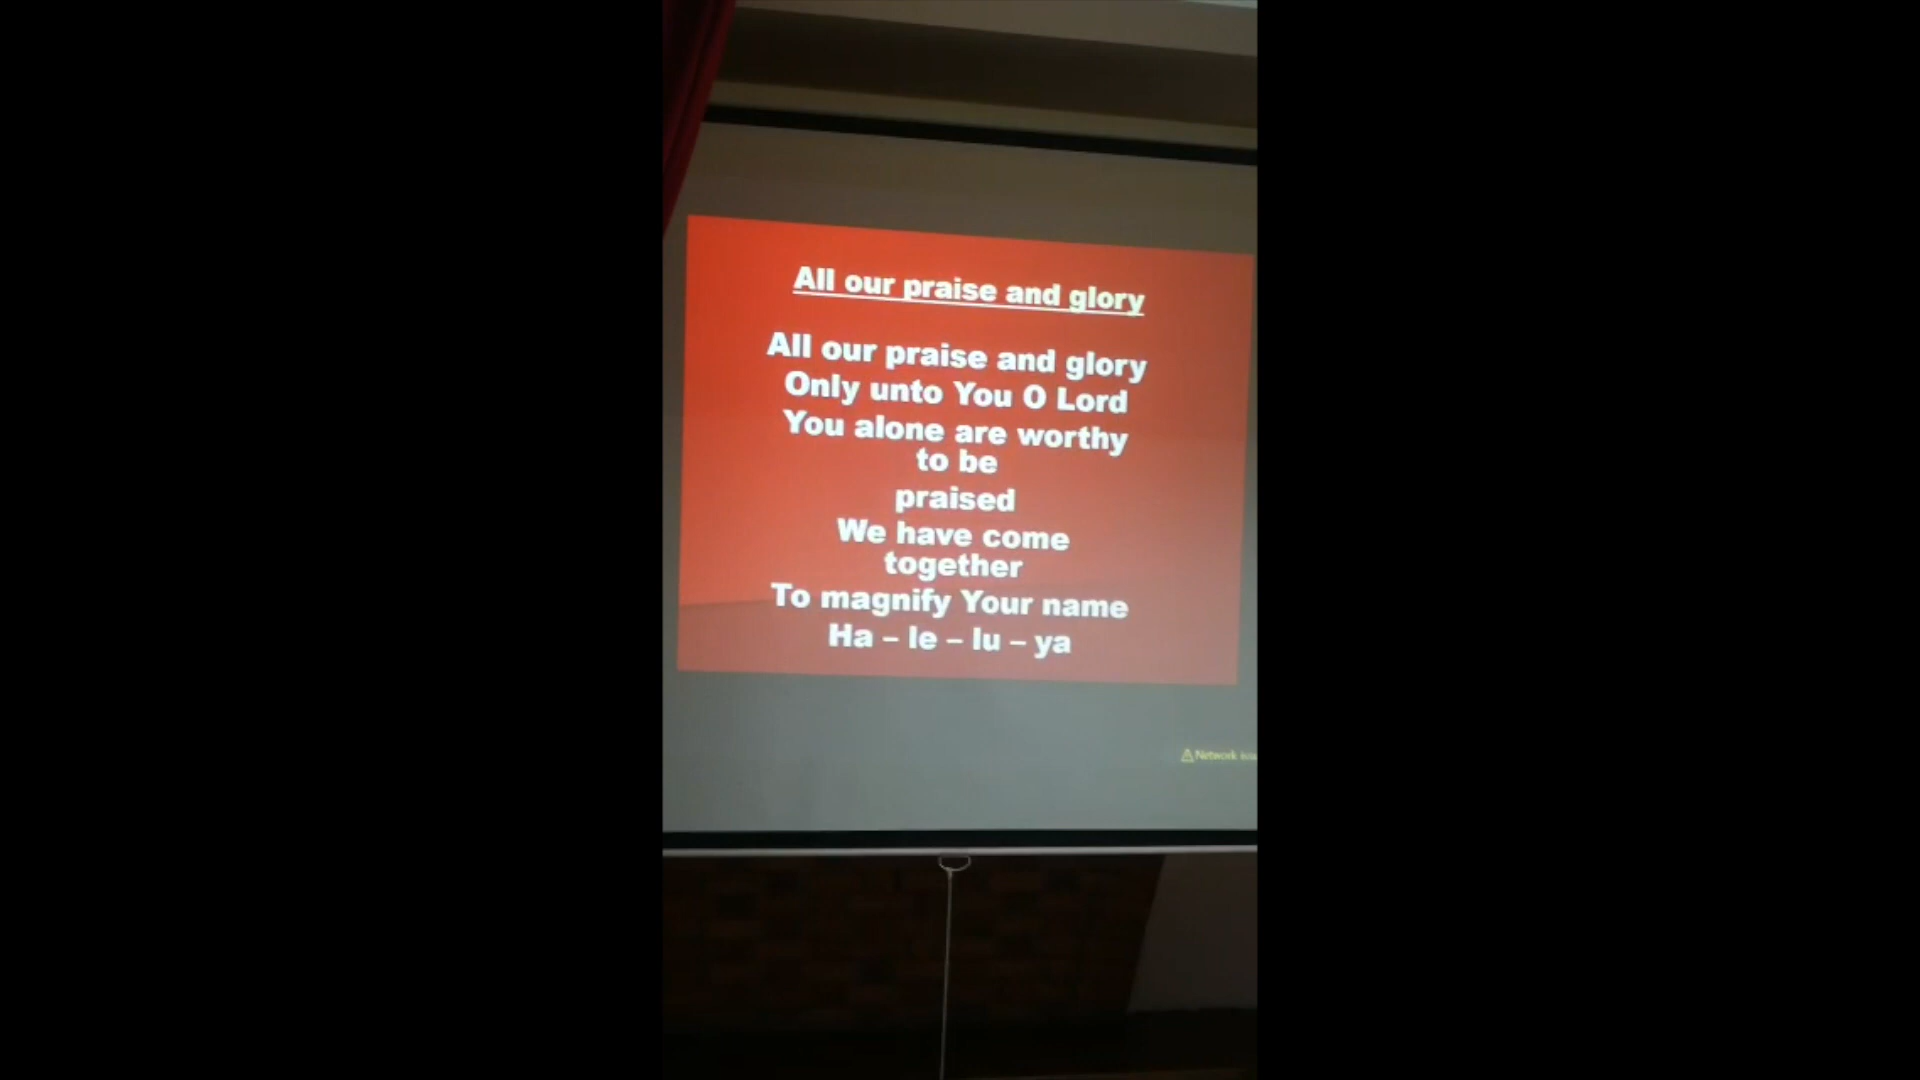 All our praise and glory
All our praise and glory
Only unto You O Lord
You alone are worthy
to be
praised
We have come
together
To magnify Your name
Ha – le – lu – ya
Network